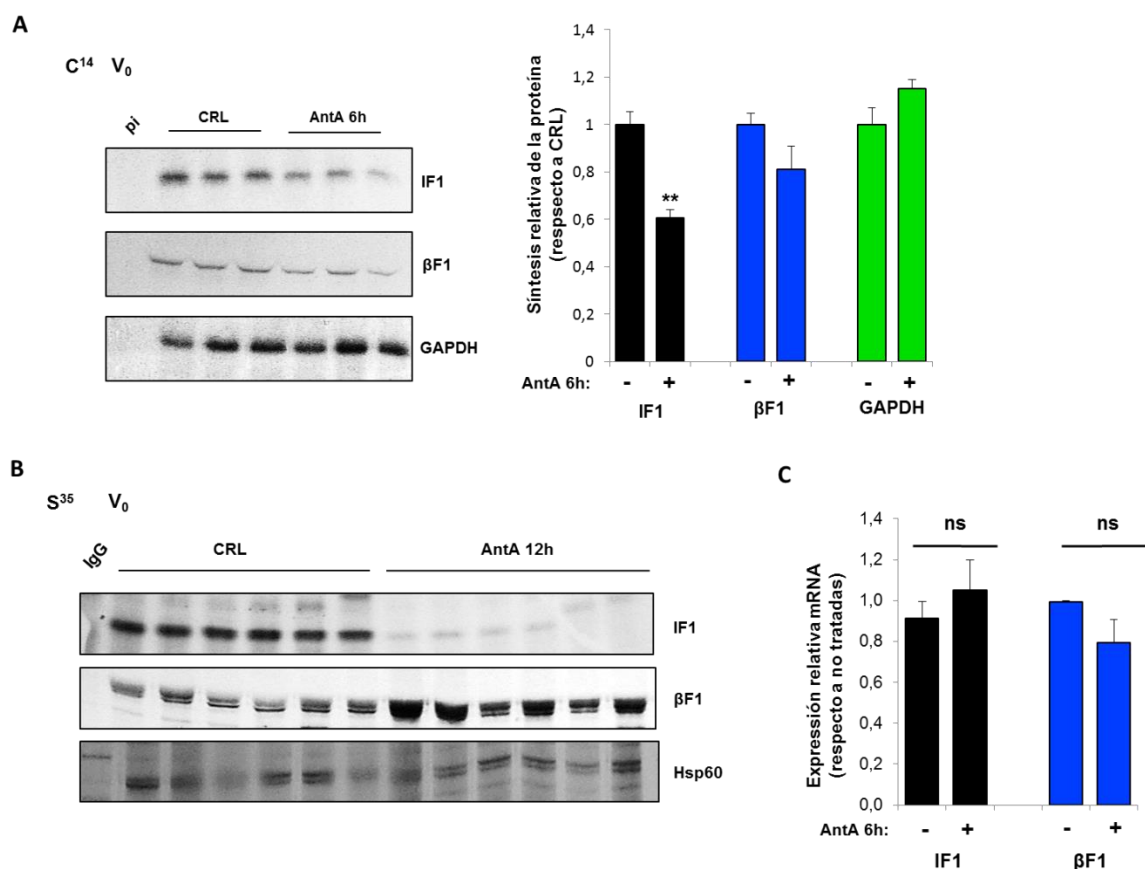 A
C¹⁴ V₀
pi CRL AntA 6h
IF1
βF1
GAPDH
Síntesis relativa de la proteína
(respsecto a CRL)
1,4
1,2
1
0,8
0,6
0,4
0,2
0
**
AntA 6h: - + - + - +
IF1 βF1 GAPDH
B
S³⁵ V₀
IgG CRL AntA 12h
IF1
βF1
Hsp60
C
Expresión relativa mRNA
(respecto a no tratadas)
1,4
1,2
1,0
0,8
0,6
0,4
0,2
0,0
ns ns
AntA 6h: - + - +
IF1 βF1